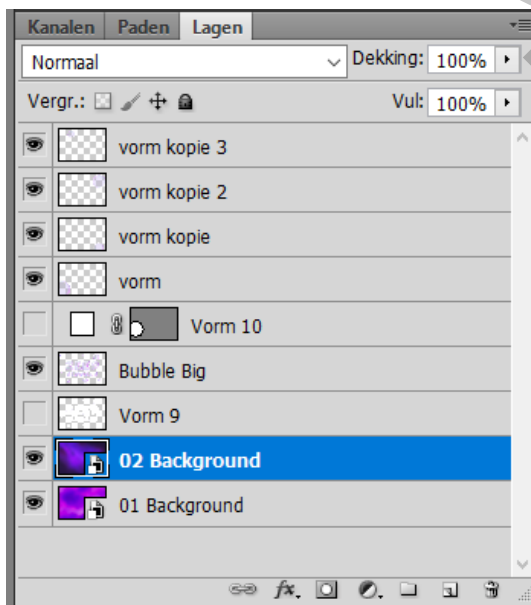 Kanalen Paden Lagen
Normaal Dekking: 100%
Vergr.: Vul: 100%
vorm kopie 3
vorm kopie 2
vorm kopie
vorm
Vorm 10
Bubble Big
Vorm 9
02 Background
01 Background
fx.